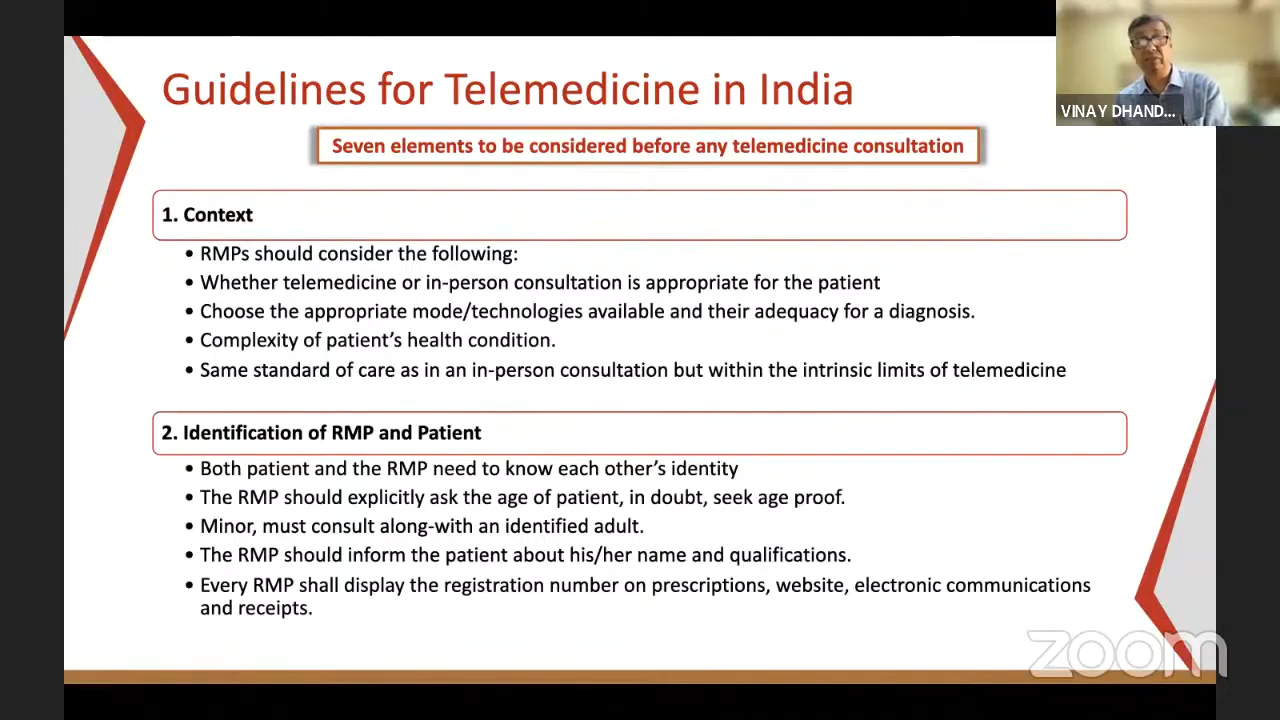 Guidelines for Telemedicine in India
VINAY DHAND...
Seven elements to be considered before any telemedicine consultation
1. Context
• RMPs should consider the following:
• Whether telemedicine or in-person consultation is appropriate for the patient
• Choose the appropriate mode/technologies available and their adequacy for a diagnosis.
• Complexity of patient’s health condition.
• Same standard of care as in an in-person consultation but within the intrinsic limits of telemedicine
2. Identification of RMP and Patient
• Both patient and the RMP need to know each other’s identity
• The RMP should explicitly ask the age of patient, in doubt, seek age proof.
• Minor, must consult along-with an identified adult.
• The RMP should inform the patient about his/her name and qualifications.
• Every RMP shall display the registration number on prescriptions, website, electronic communications
and receipts.
zoom